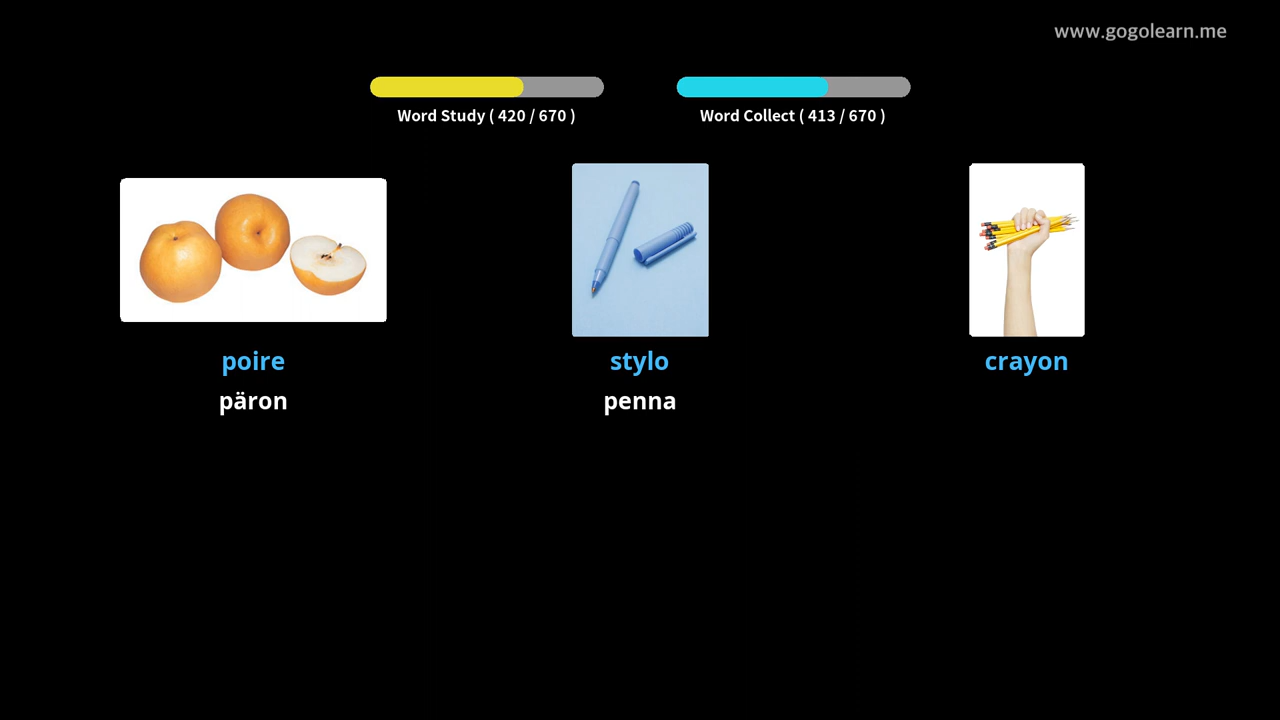 www.gogolearn.me
Word Study ( 420 / 670 )
Word Collect ( 413 / 670 )
poire
stylo
crayon
päron
penna